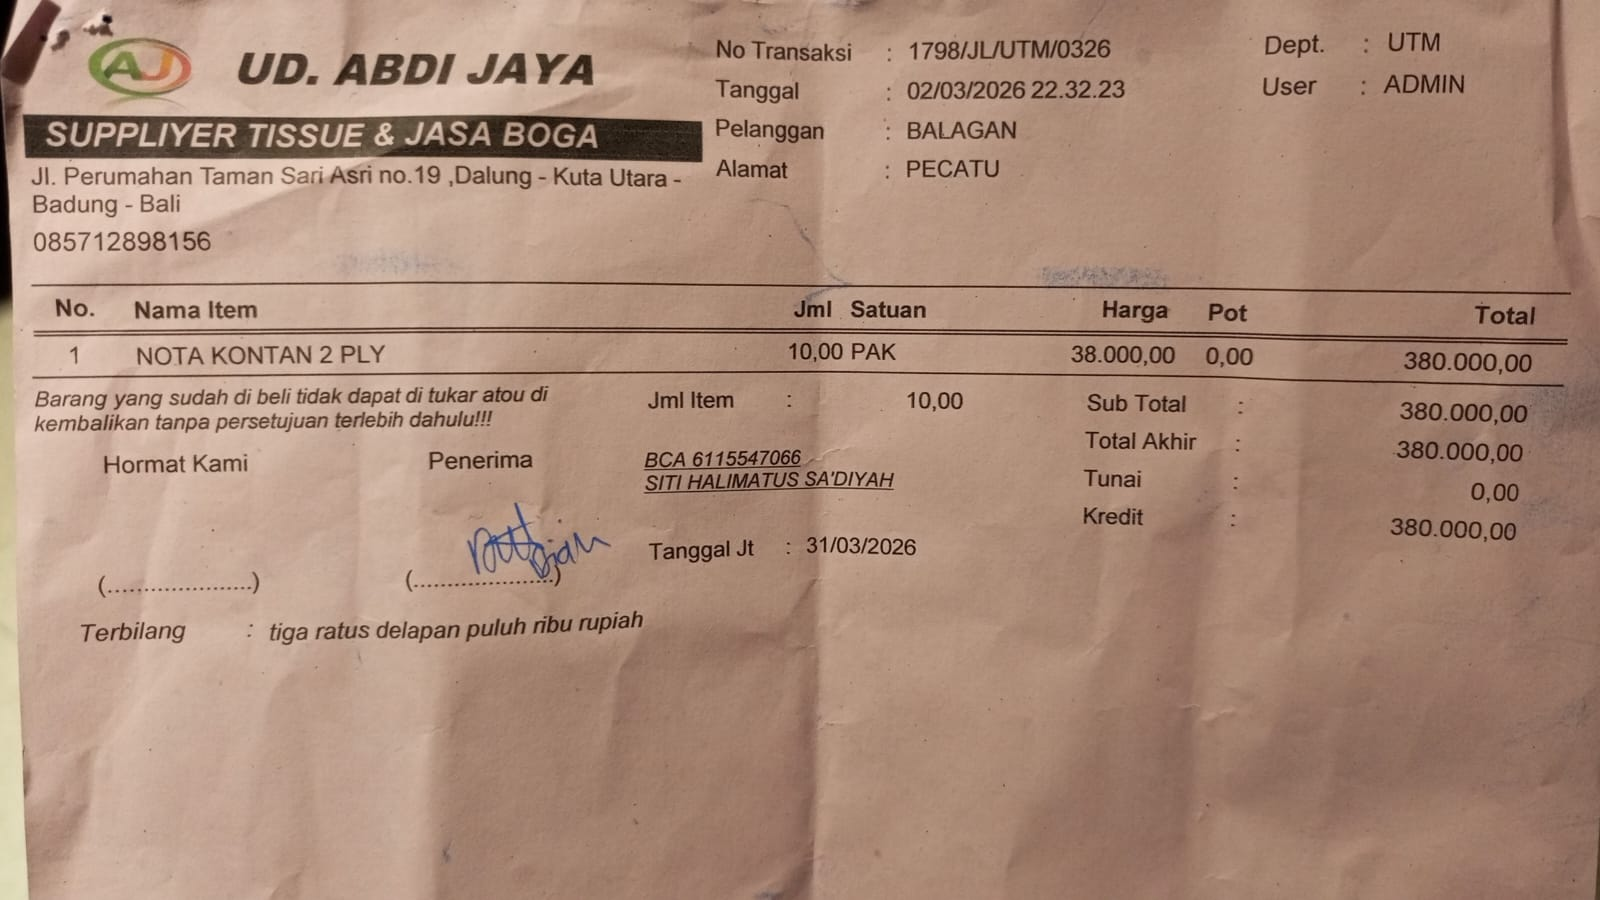 AJ UD. ABDI JAYA
SUPPLIYER TISSUE & JASA BOGA
Jl. Perumahan Taman Sari Asri no.19 ,Dalung - Kuta Utara -
Badung - Bali
085712898156
No Transaksi : 1798/JL/UTM/0326
Tanggal : 02/03/2026 22.32.23
Pelanggan : BALAGAN
Alamat : PECATU
Dept. : UTM
User : ADMIN
No. Nama Item Jml Satuan Harga Pot Total
1 NOTA KONTAN 2 PLY 10,00 PAK 38.000,00 0,00 380.000,00
Barang yang sudah di beli tidak dapat di tukar atou di
kembalikan tanpa persetujuan terlebih dahulu!!!
Hormat Kami Penerima
(......................) (......................)
Jml Item : 10,00
BCA 6115547066
SITI HALIMATUS SA'DIYAH
Tanggal Jt : 31/03/2026
Sub Total : 380.000,00
Total Akhir : 380.000,00
Tunai : 0,00
Kredit : 380.000,00
Terbilang : tiga ratus delapan puluh ribu rupiah